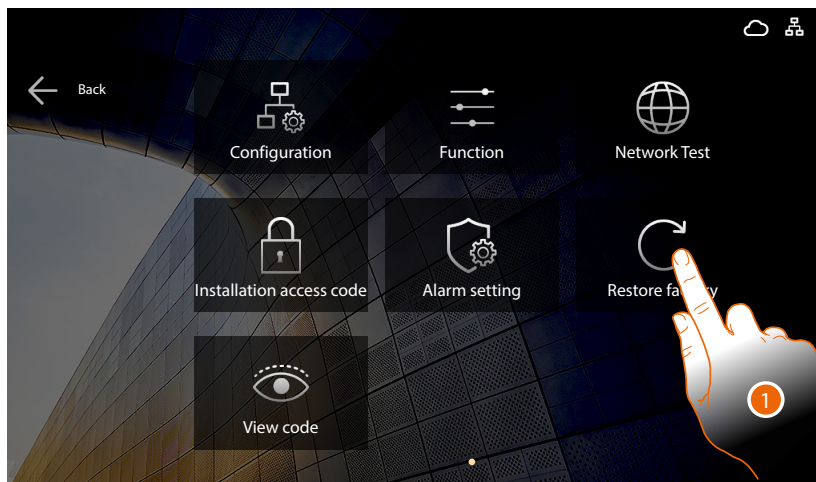 Back
Configuration
Function
Network Test
Installation access code
Alarm setting
Restore fa y
View code
1